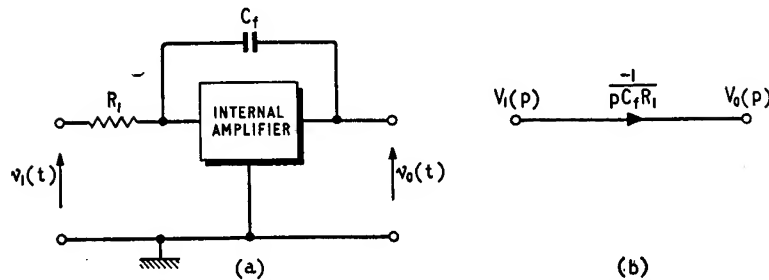 C_f
R_1
INTERNAL
AMPLIFIER
v_1(t)
v_0(t)
(a)
V_1(p)
-1
pC_fR_1
V_0(p)
(b)